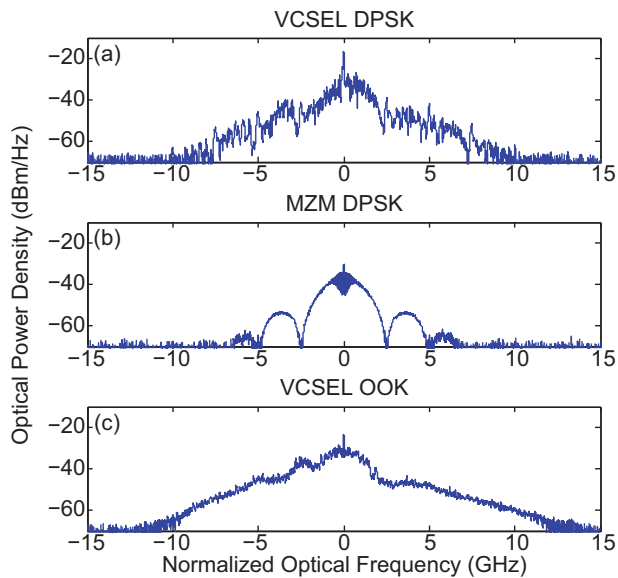 VCSEL DPSK
(a)
−20
−40
−60
−15 −10 −5 0 5 10 15
MZM DPSK
(b)
−20
−40
−60
−15 −10 −5 0 5 10 15
VCSEL OOK
(c)
−20
−40
−60
−15 −10 −5 0 5 10 15
Normalized Optical Frequency (GHz)
Optical Power Density (dBm/Hz)